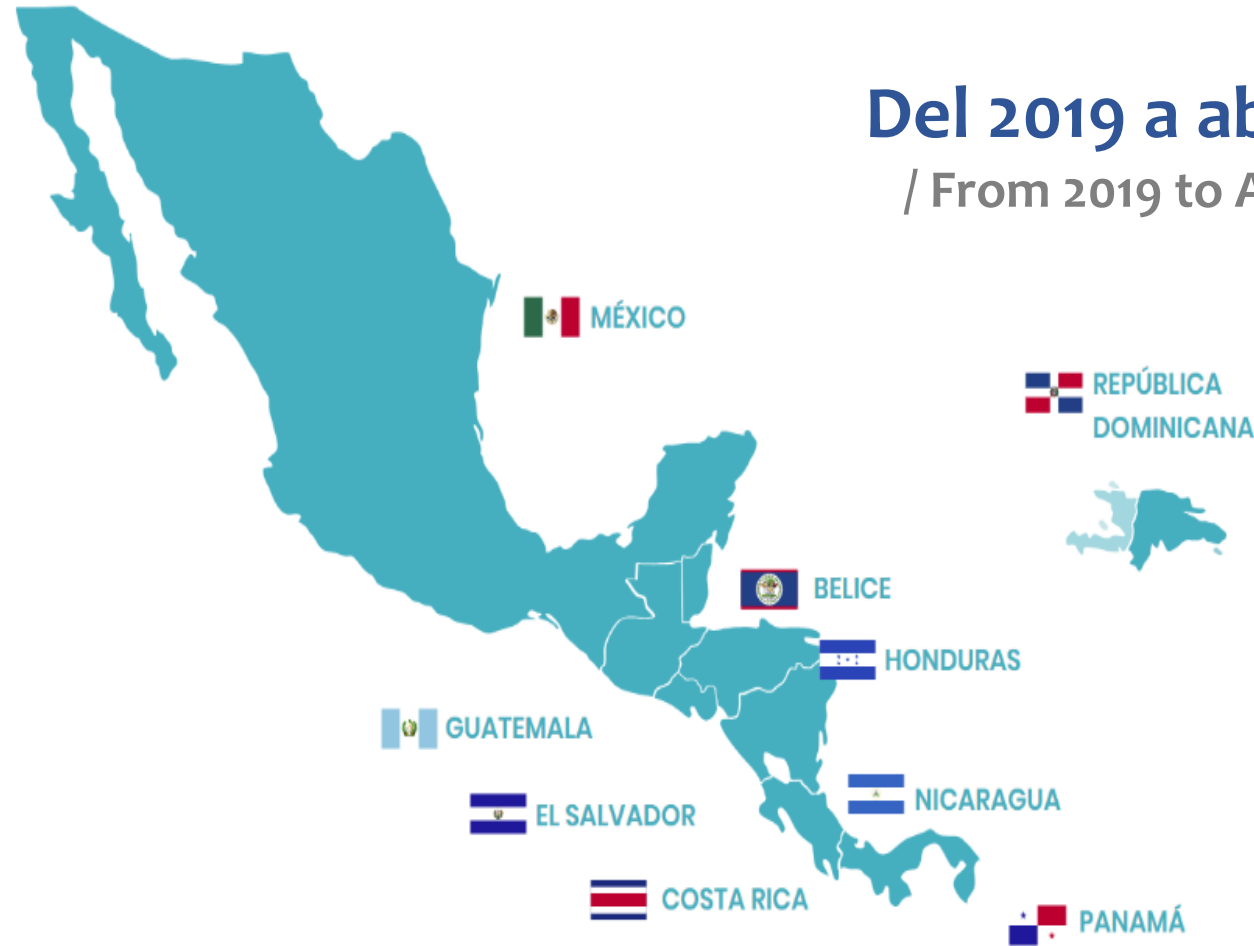 Del 2019 a ab
/ From 2019 to A
MÉXICO
REPÚBLICA
DOMINICANA
BELICE
HONDURAS
GUATEMALA
NICARAGUA
EL SALVADOR
COSTA RICA
PANAMÁ